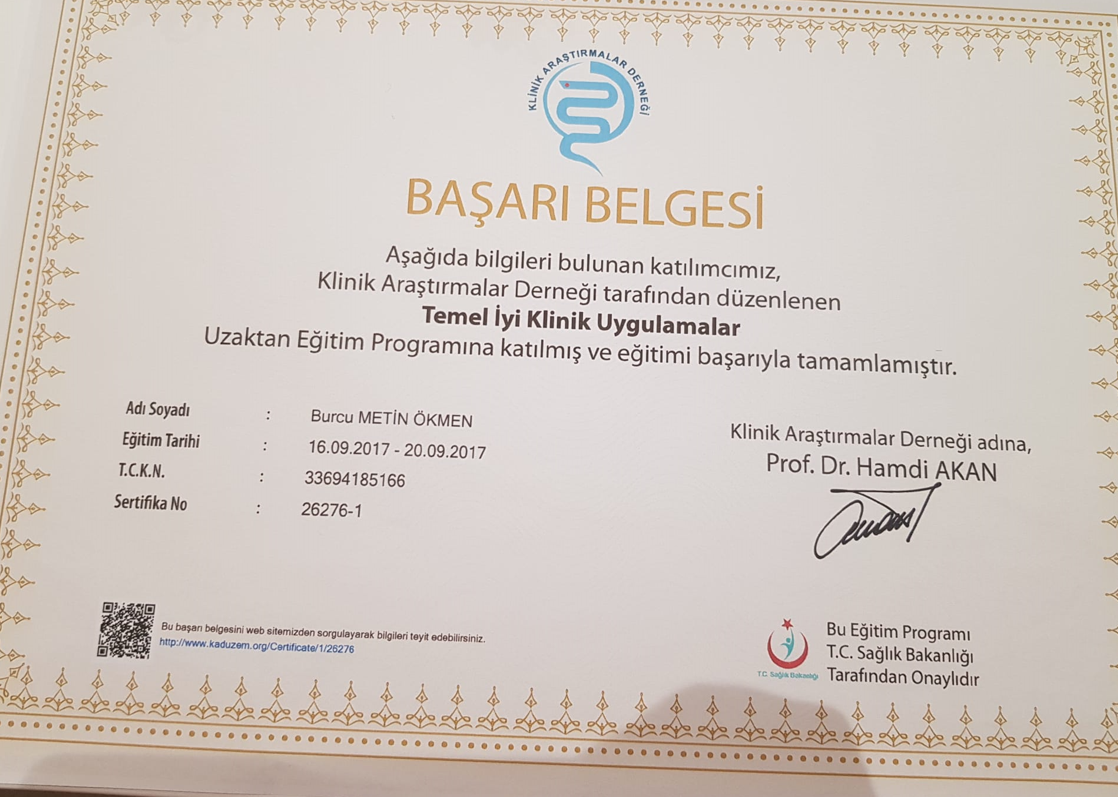 KLİNİK ARAŞTIRMALAR DERNEĞİ
BAŞARI BELGESİ
Aşağıda bilgileri bulunan katılımcımız,
Klinik Araştırmalar Derneği tarafından düzenlenen
Temel İyi Klinik Uygulamalar
Uzaktan Eğitim Programına katılmış ve eğitimi başarıyla tamamlamıştır.
Adı Soyadı : Burcu METİN ÖKMEN
Eğitim Tarihi : 16.09.2017 - 20.09.2017
T.C.K.N. : 33694185166
Sertifika No : 26276-1
Klinik Araştırmalar Derneği adına,
Prof. Dr. Hamdi AKAN
Bu başarı belgesini web sitemizden sorgulayarak bilgileri teyit edebilirsiniz.
http://www.kaduzem.org/Certificate/1/26276
T.C. Sağlık Bakanlığı
Bu Eğitim Programı
T.C. Sağlık Bakanlığı
Tarafından Onaylıdır